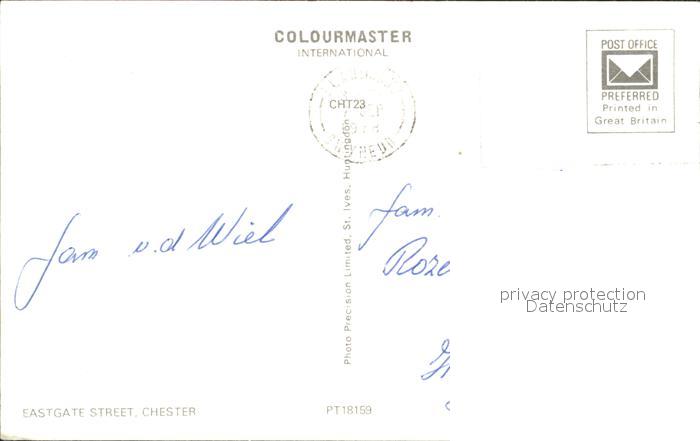 COLOURMASTER
INTERNATIONAL
POST OFFICE
PREFERRED
Printed in
Great Britain
CHT23
Fam v.d Wiel
Fam.
Roze
Photo Precision Limited, St. Ives, Huntingdon
privacy protection
Datenschutz
EASTGATE STREET, CHESTER
PT18159